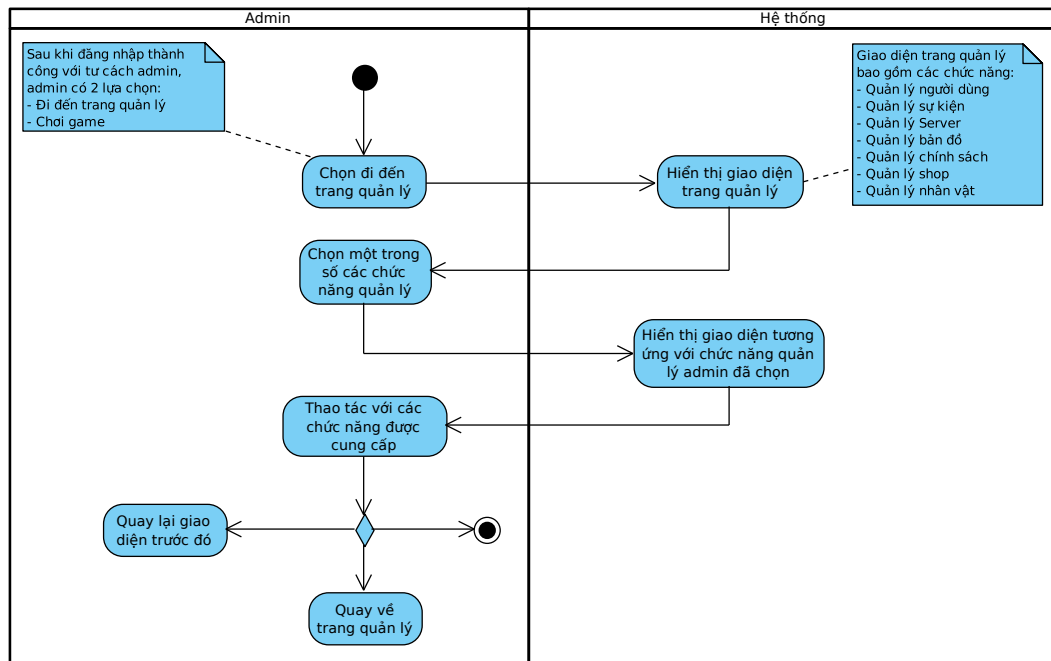 Admin
Hệ thống
Sau khi đăng nhập thành
công với tư cách admin,
admin có 2 lựa chọn:
- Đi đến trang quản lý
- Chơi game
Giao diện trang quản lý
bao gồm các chức năng:
- Quản lý người dùng
- Quản lý sự kiện
- Quản lý Server
- Quản lý bản đồ
- Quản lý chính sách
- Quản lý shop
- Quản lý nhân vật
Chọn đi đến
trang quản lý
Hiển thị giao diện
trang quản lý
Chọn một trong
số các chức
năng quản lý
Hiển thị giao diện tương
ứng với chức năng quản
lý admin đã chọn
Thao tác với các
chức năng được
cung cấp
Quay lại giao
diện trước đó
Quay về
trang quản lý